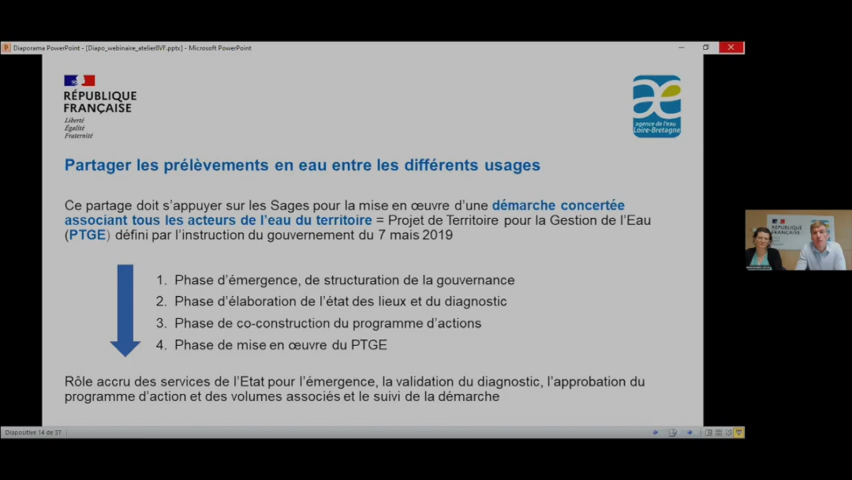 Diaporama PowerPoint - [Diapo_webinaire_atelierBVF.pptx] - Microsoft PowerPoint
RÉPUBLIQUE
FRANÇAISE
Liberté
Égalité
Fraternité
agence de l'eau
Loire-Bretagne
Partager les prélèvements en eau entre les différents usages
Ce partage doit s'appuyer sur les Sages pour la mise en œuvre d'une démarche concertée
associant tous les acteurs de l'eau du territoire = Projet de Territoire pour la Gestion de l'Eau
(PTGE) défini par l'instruction du gouvernement du 7 mais 2019
1. Phase d'émergence, de structuration de la gouvernance
2. Phase d'élaboration de l'état des lieux et du diagnostic
3. Phase de co-construction du programme d'actions
4. Phase de mise en œuvre du PTGE
Rôle accru des services de l'Etat pour l'émergence, la validation du diagnostic, l'approbation du
programme d'action et des volumes associés et le suivi de la démarche
Diapositive 14 de 37
RÉPUBLIQUE
FRANÇAISE